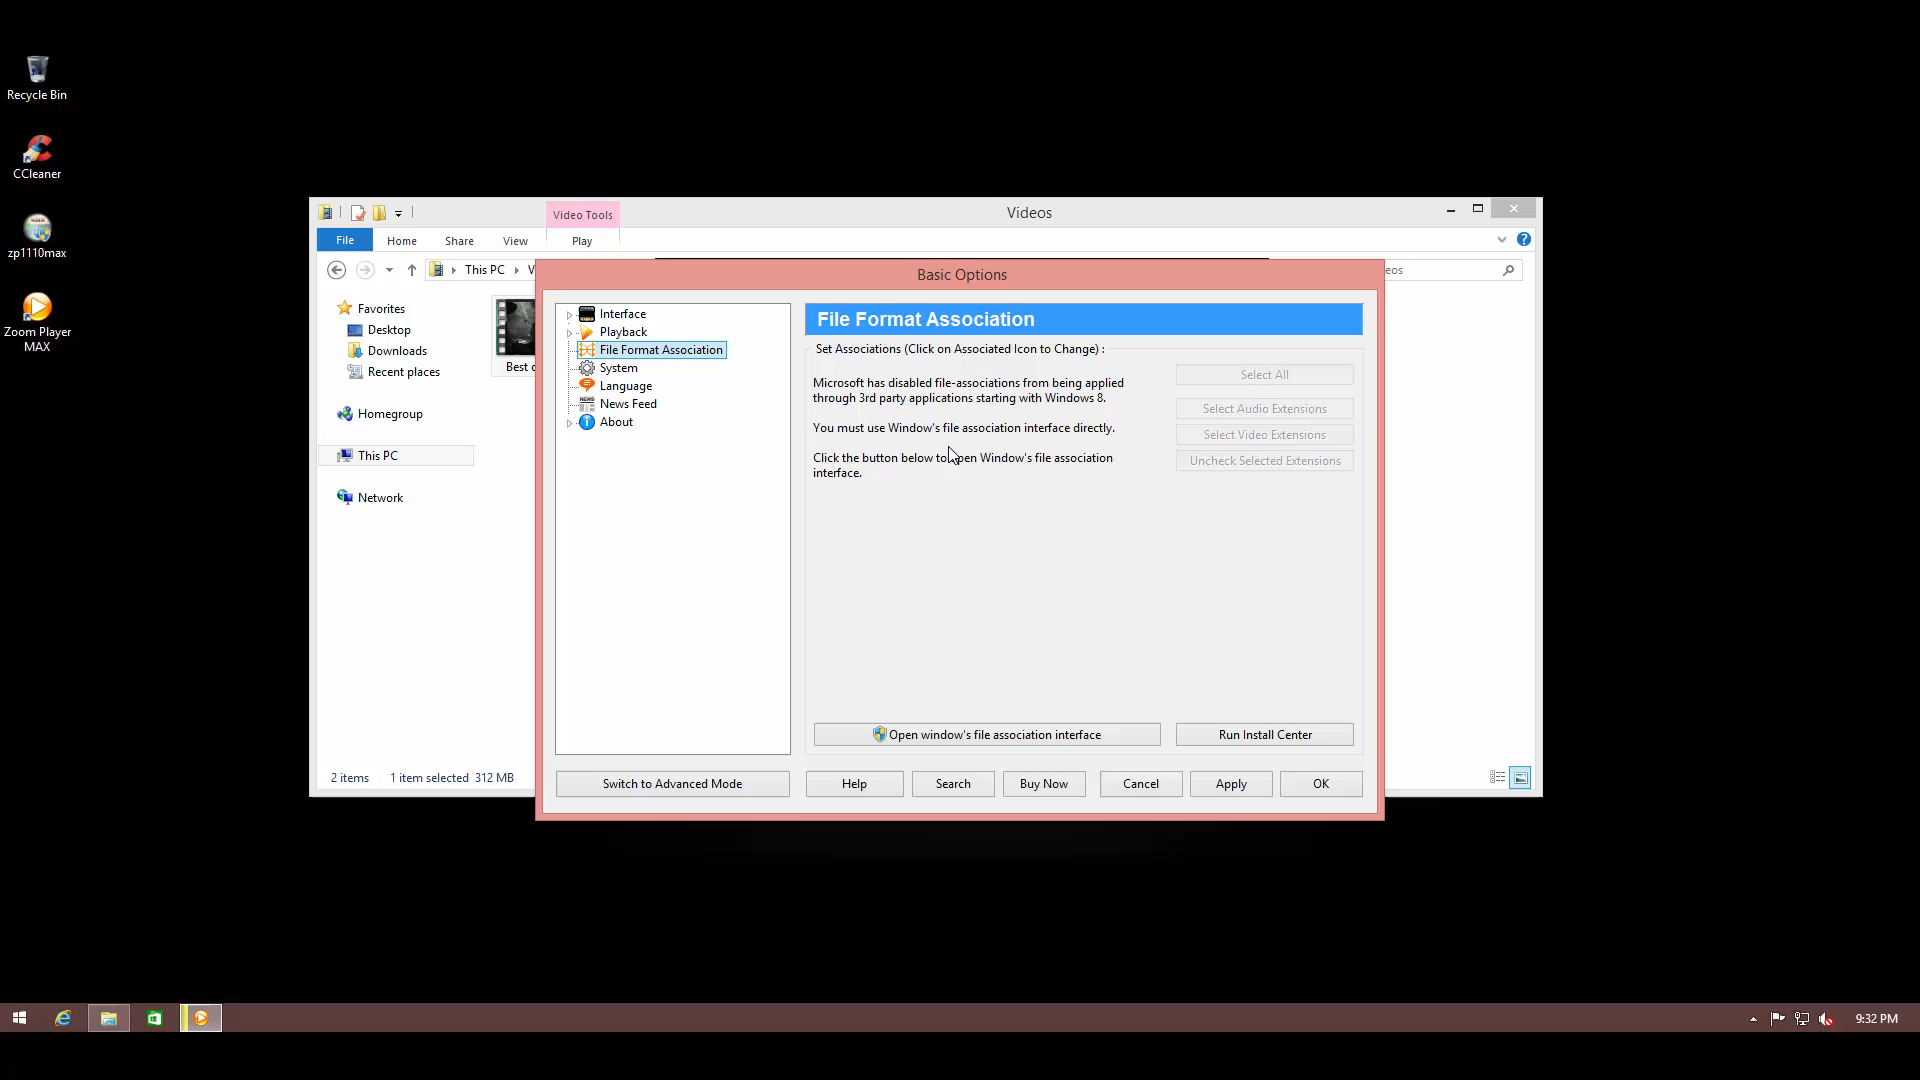 Recycle Bin
CCleaner
zp1110max
Zoom Player
MAX
Video Tools
Videos
File
Home
Share
View
Play
This PC
V
eos
Favorites
Desktop
Downloads
Recent places
Homegroup
This PC
Network
Best
2 items
1 item selected 312 MB
Basic Options
Interface
Playback
File Format Association
System
Language
NEWS
News Feed
About
File Format Association
Set Associations (Click on Associated Icon to Change) :
Microsoft has disabled file-associations from being applied
through 3rd party applications starting with Windows 8.
You must use Window's file association interface directly.
Click the button below to open Window's file association
interface.
Select All
Select Audio Extensions
Select Video Extensions
Uncheck Selected Extensions
Open window's file association interface
Run Install Center
Switch to Advanced Mode
Help
Search
Buy Now
Cancel
Apply
OK
9:32 PM